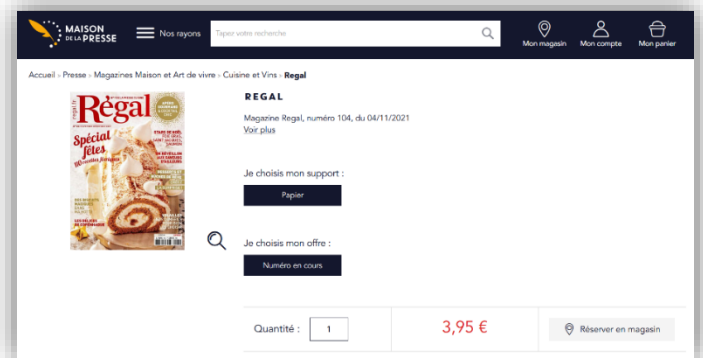 MAISON
DE LA PRESSE
Nos rayons
Tapez votre recherche
Mon magasin
Mon compte
Mon panier
Accueil › Presse › Magazines Maison et Art de vivre › Cuisine et Vins › Regal
Régal
Spécial
fêtes
REGAL
Magazine Regal, numéro 104, du 04/11/2021
Voir plus
Je choisis mon support :
Papier
Je choisis mon offre :
Numéro en cours
Quantité :
1
3,95 €
Réserver en magasin